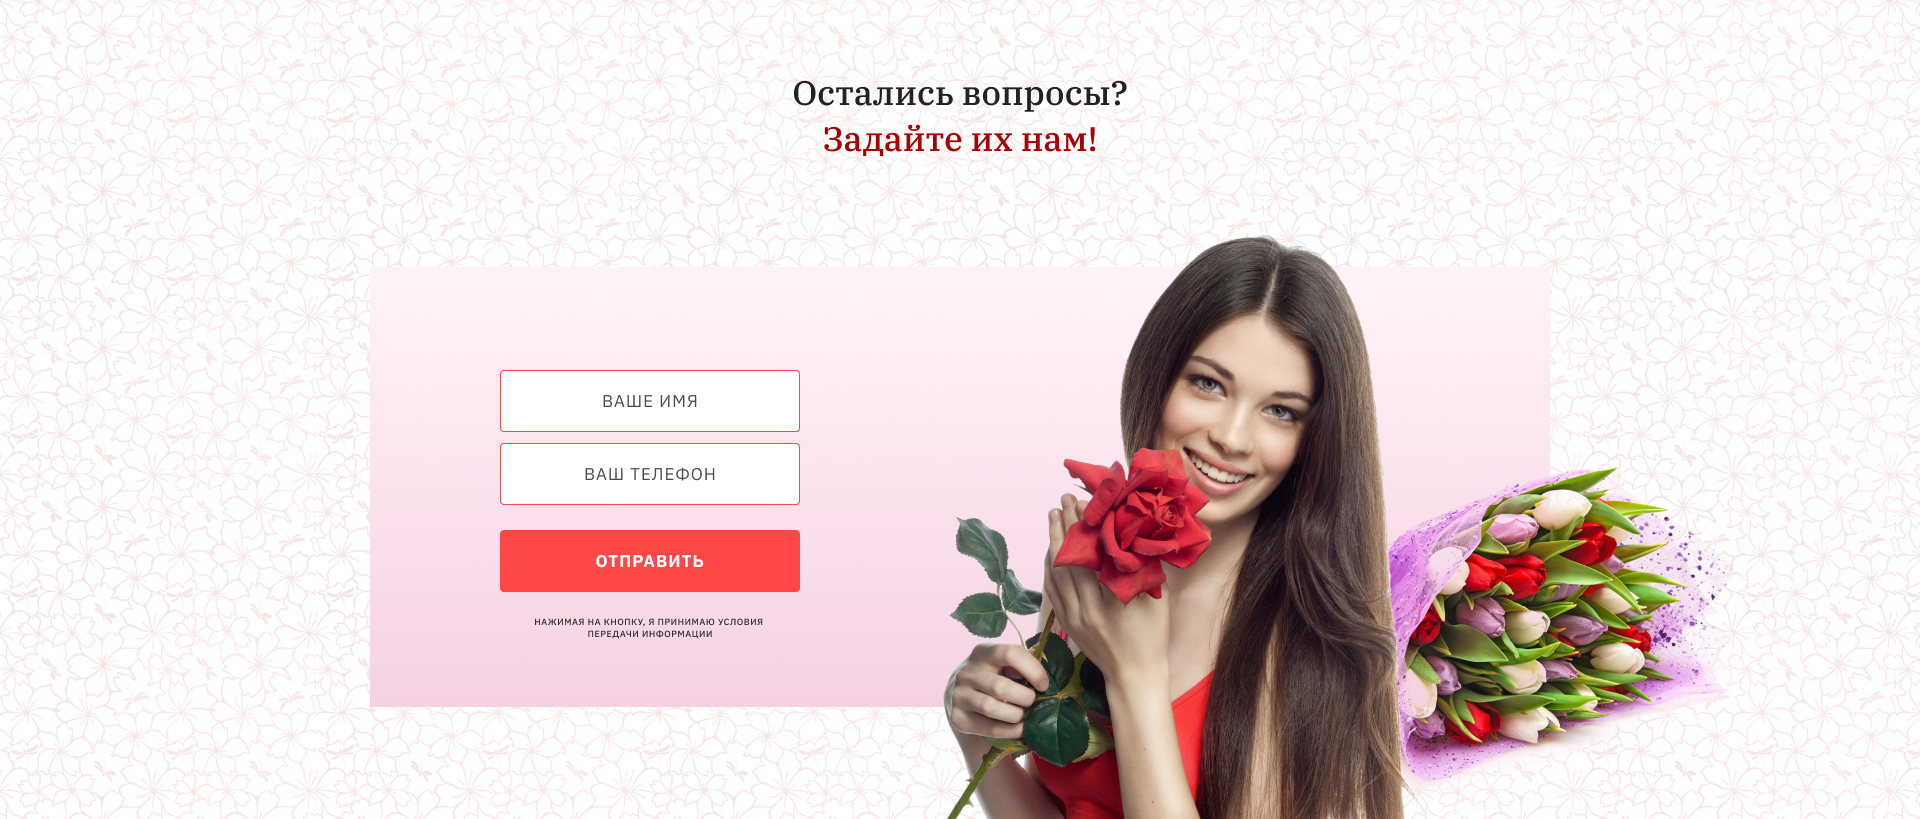 Остались вопросы?
Задайте их нам!
ВАШЕ ИМЯ
ВАШ ТЕЛЕФОН
ОТПРАВИТЬ
НАЖИМАЯ НА КНОПКУ, Я ПРИНИМАЮ УСЛОВИЯ
ПЕРЕДАЧИ ИНФОРМАЦИИ